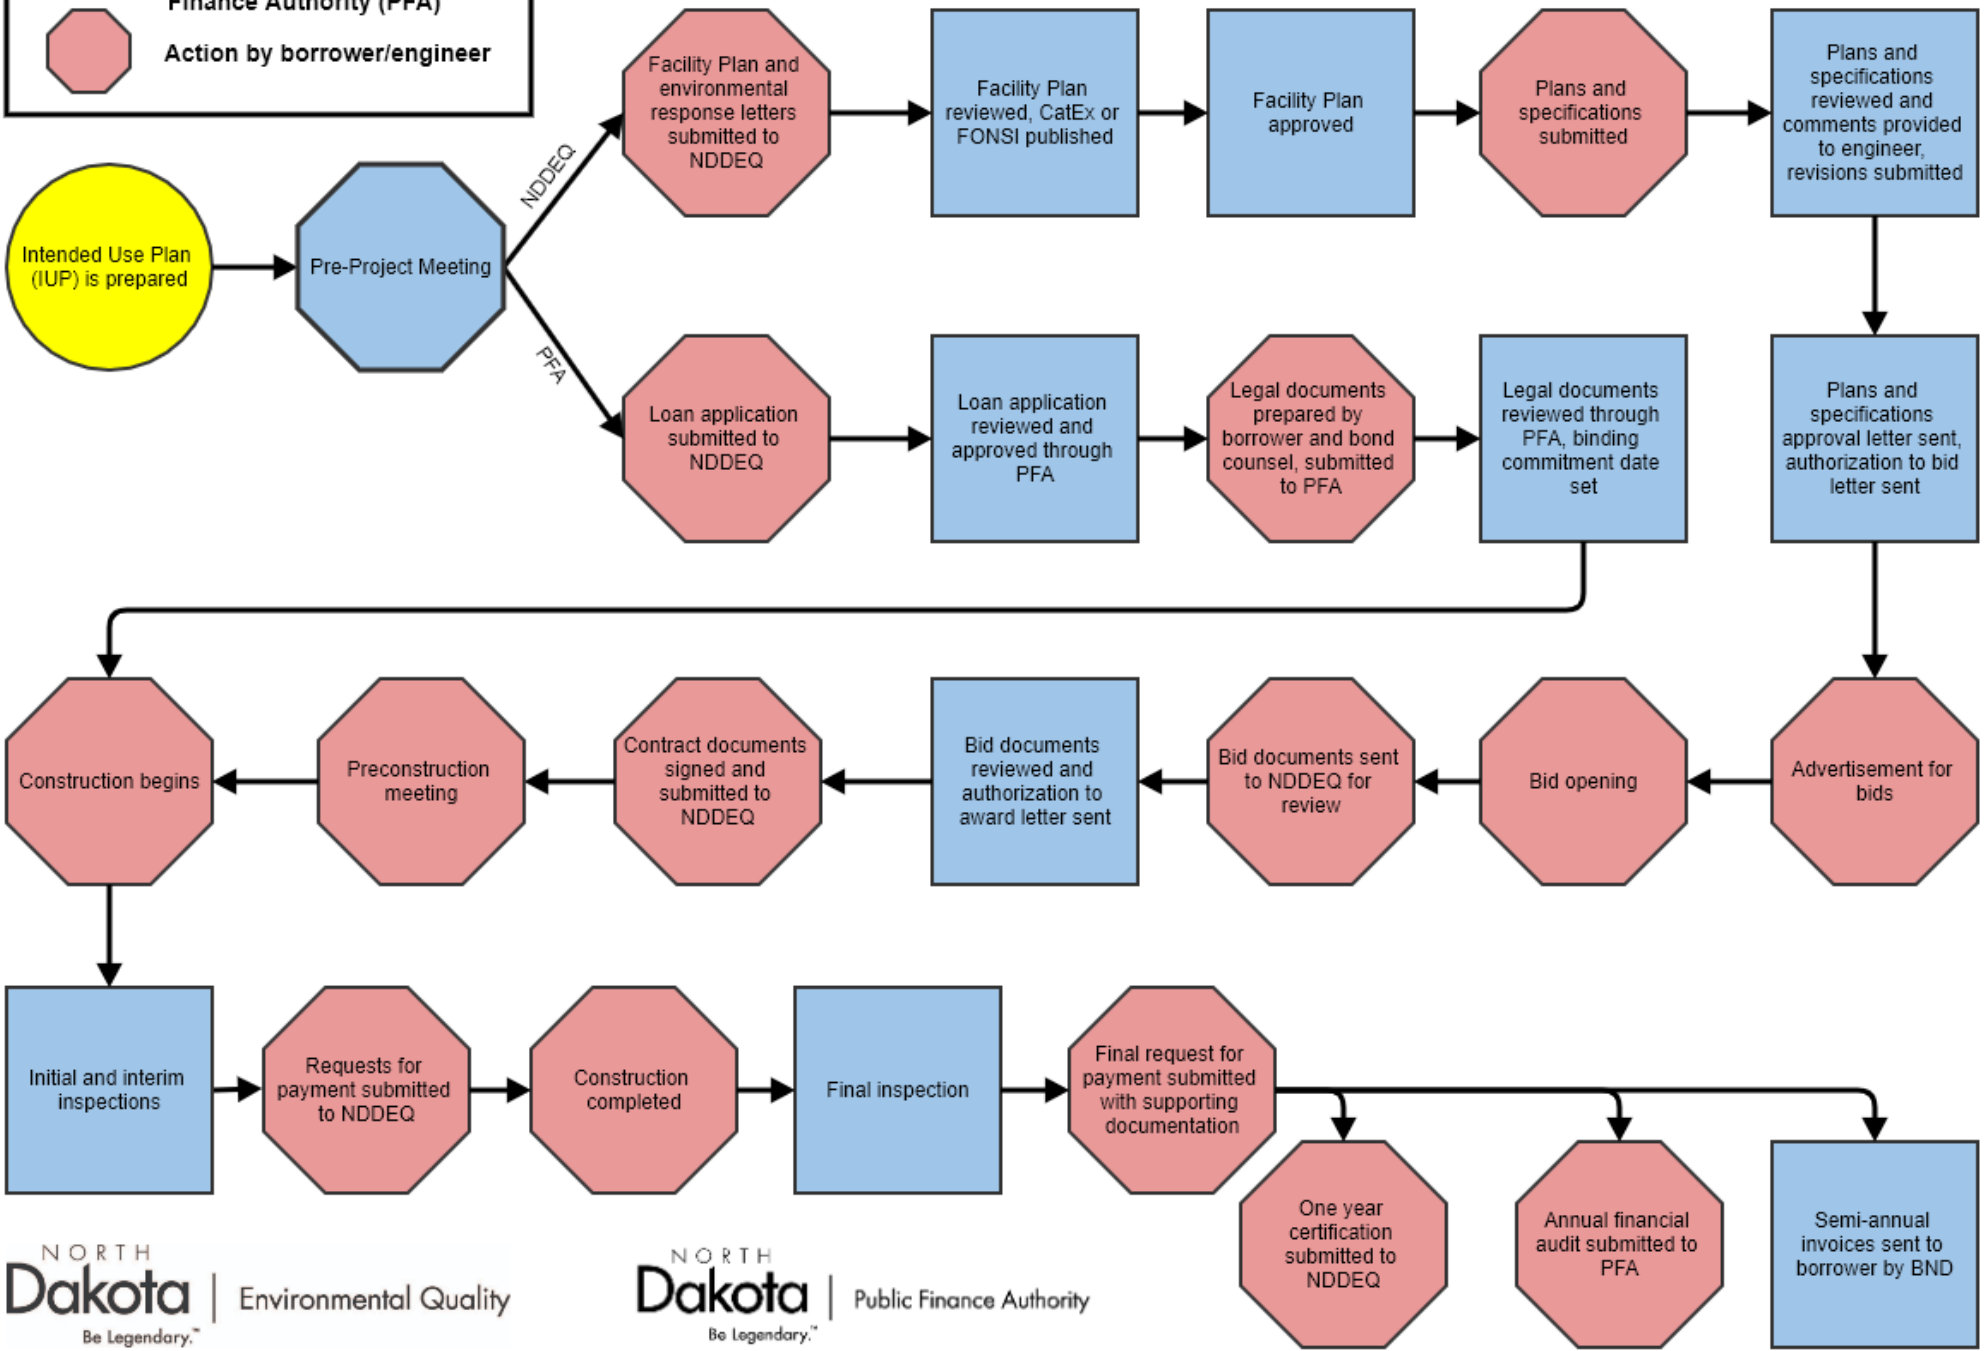 Finance Authority (PFA)
Action by borrower/engineer
Facility Plan and
environmental
response letters
submitted to
NDDEQ
Facility Plan
reviewed, CatEx or
FONSI published
Facility Plan
approved
Plans and
specifications
submitted
Plans and
specifications
reviewed and
comments provided
to engineer,
revisions submitted
NDDEQ
Intended Use Plan
(IUP) is prepared
Pre-Project Meeting
PFA
Loan application
submitted to
NDDEQ
Loan application
reviewed and
approved through
PFA
Legal documents
prepared by
borrower and bond
counsel, submitted
to PFA
Legal documents
reviewed through
PFA, binding
commitment date
set
Plans and
specifications
approval letter sent,
authorization to bid
letter sent
Construction begins
Preconstruction
meeting
Contract documents
signed and
submitted to
NDDEQ
Bid documents
reviewed and
authorization to
award letter sent
Bid documents sent
to NDDEQ for
review
Bid opening
Advertisement for
bids
Initial and interim
inspections
Requests for
payment submitted
to NDDEQ
Construction
completed
Final inspection
Final request for
payment submitted
with supporting
documentation
One year
certification
submitted to
NDDEQ
Annual financial
audit submitted to
PFA
Semi-annual
invoices sent to
borrower by BND
NORTH
Dakota
Be Legendary.™
Environmental Quality
NORTH
Dakota
Be Legendary.™
Public Finance Authority